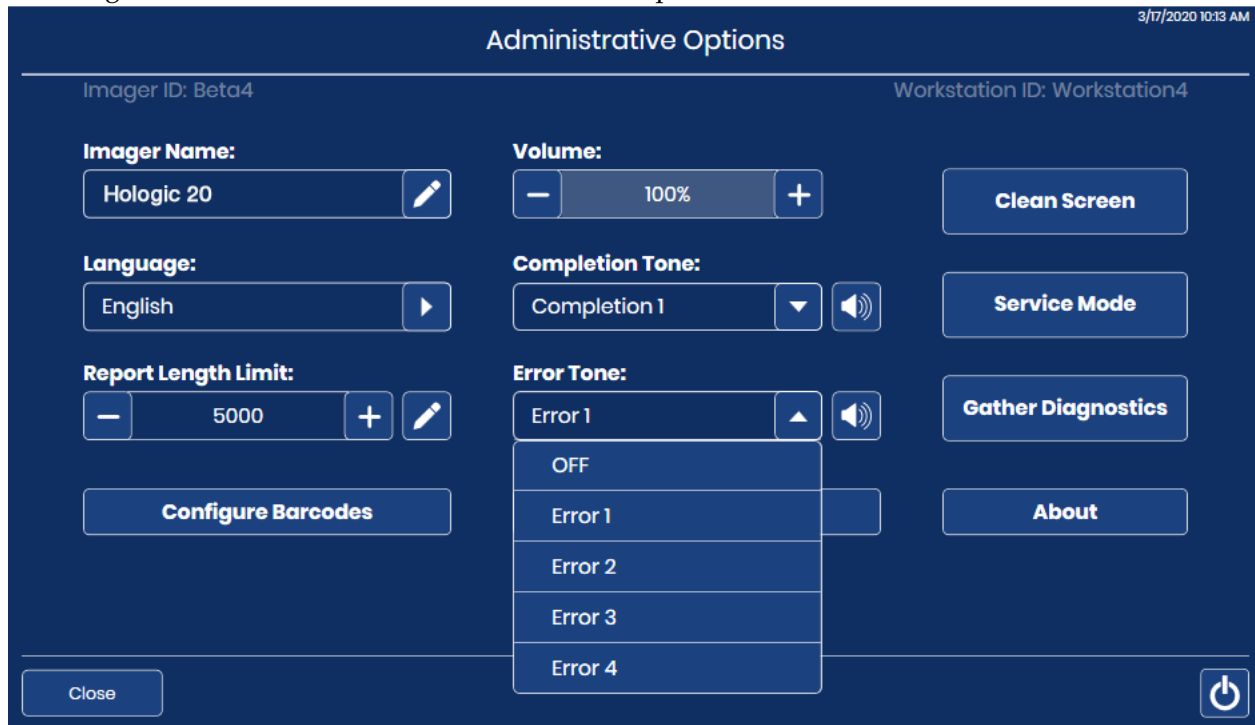 3/17/2020 10:13 AM
Administrative Options
Imager ID: Beta4
Workstation ID: Workstation4
Imager Name:
Hologic 20
Volume:
100%
Clean Screen
Language:
English
Completion Tone:
Completion 1
Service Mode
Report Length Limit:
5000
Error Tone:
Error 1
Gather Diagnostics
OFF
Error 1
Error 2
Error 3
Error 4
Configure Barcodes
About
Close